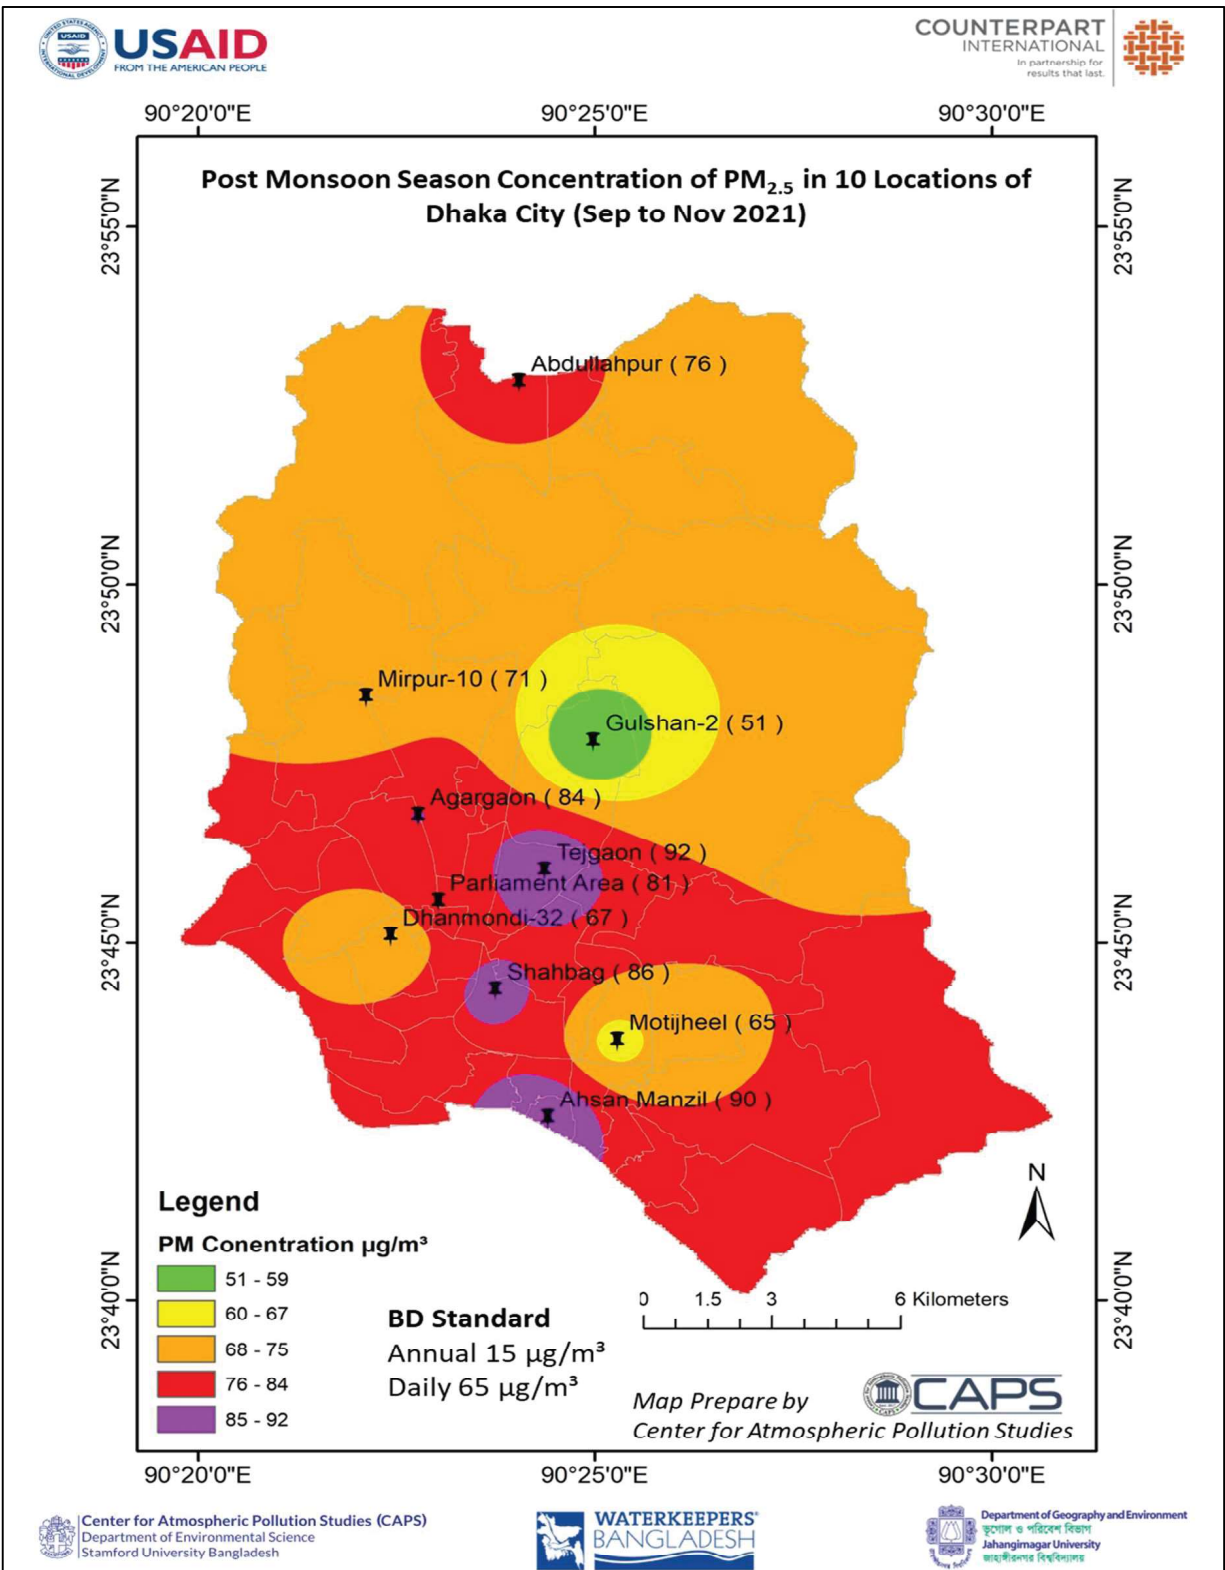 USAID
FROM THE AMERICAN PEOPLE
COUNTERPART
INTERNATIONAL
In partnership for
results that last.
90°20'0"E 90°25'0"E 90°30'0"E
Post Monsoon Season Concentration of PM2.5 in 10 Locations of
Dhaka City (Sep to Nov 2021)
23°55'0"N 23°55'0"N
Abdullahpur ( 76 )
23°50'0"N 23°50'0"N
Mirpur-10 ( 71 )
Gulshan-2 ( 51 )
Agargaon ( 84 )
Tejgaon ( 92 )
Parliament Area ( 81 )
Dhanmondi-32 ( 67 )
23°45'0"N 23°45'0"N
Shahbag ( 86 )
Motijheel ( 65 )
Ahsan Manzil ( 90 )
N
Legend
PM Conentration µg/m³
51 - 59
60 - 67
68 - 75
76 - 84
85 - 92
23°40'0"N 23°40'0"N
0 1.5 3 6 Kilometers
BD Standard
Annual 15 µg/m³
Daily 65 µg/m³
CAPS
Map Prepare by
Center for Atmospheric Pollution Studies
90°20'0"E 90°25'0"E 90°30'0"E
Center for Atmospheric Pollution Studies (CAPS)
Department of Environmental Science
Stamford University Bangladesh
WATERKEEPERS®
BANGLADESH
Department of Geography and Environment
ভূগোল ও পরিবেশ বিভাগ
Jahangirnagar University
জাহাঙ্গীরনগর বিশ্ববিদ্যালয়